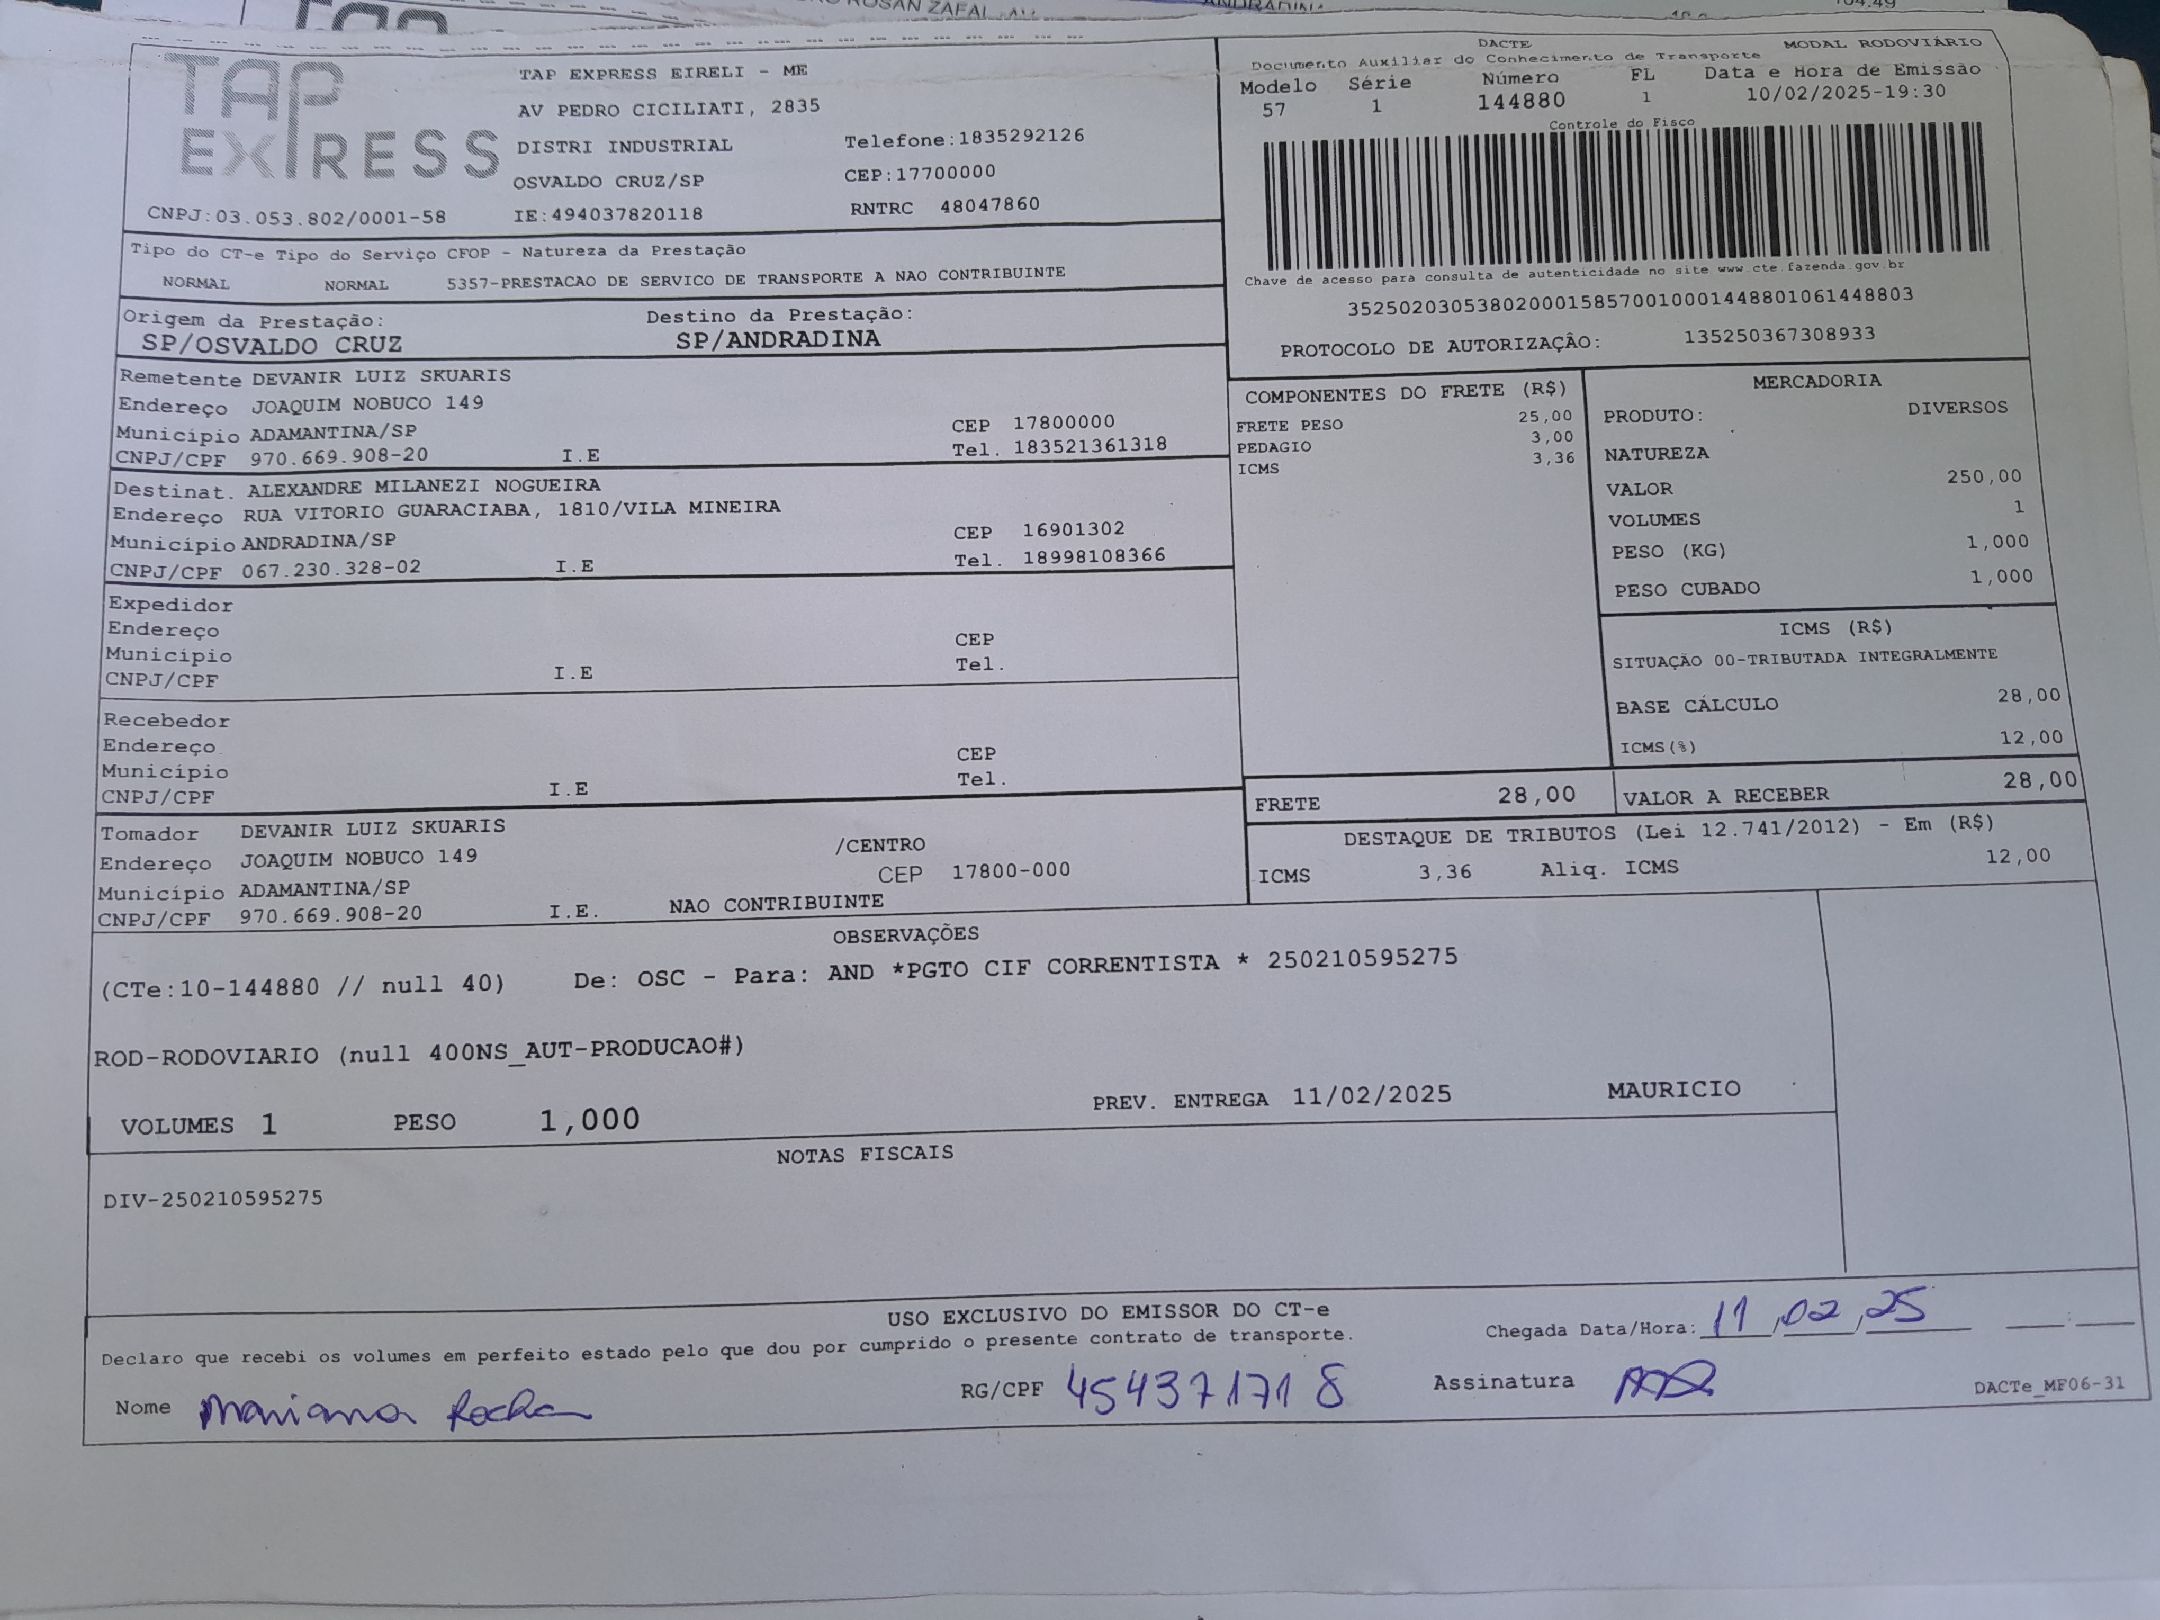 ROSAN ZAFAL
TAP EXPRESS
TAP EXPRESS EIRELI - ME
AV PEDRO CICILIATI, 2835
DISTRI INDUSTRIAL Telefone:1835292126
OSVALDO CRUZ/SP CEP:17700000
CNPJ:03.053.802/0001-58 IE:494037820118 RNTRC 48047860
DACTE MODAL RODOVIÁRIO
Documento Auxiliar do Conhecimento de Transporte
Modelo Série Número FL Data e Hora de Emissão
57 1 144880 1 10/02/2025-19:30
Controle do Fisco
Chave de acesso para consulta de autenticidade no site www.cte.fazenda.gov.br
35250203053802000158570010001448801061448803
PROTOCOLO DE AUTORIZAÇÂO: 135250367308933
Tipo do CT-e Tipo do Serviço CFOP - Natureza da Prestação
NORMAL NORMAL 5357-PRESTACAO DE SERVICO DE TRANSPORTE A NAO CONTRIBUINTE
Origem da Prestação: Destino da Prestação:
SP/OSVALDO CRUZ SP/ANDRADINA
Remetente DEVANIR LUIZ SKUARIS
Endereço JOAQUIM NOBUCO 149
Município ADAMANTINA/SP CEP 17800000
CNPJ/CPF 970.669.908-20 I.E Tel. 183521361318
Destinat. ALEXANDRE MILANEZI NOGUEIRA
Endereço RUA VITORIO GUARACIABA, 1810/VILA MINEIRA
Município ANDRADINA/SP CEP 16901302
CNPJ/CPF 067.230.328-02 I.E Tel. 18998108366
Expedidor
Endereço
Município CEP
CNPJ/CPF I.E Tel.
Recebedor
Endereço
Município CEP
CNPJ/CPF I.E Tel.
Tomador DEVANIR LUIZ SKUARIS
Endereço JOAQUIM NOBUCO 149 /CENTRO
Município ADAMANTINA/SP CEP 17800-000
CNPJ/CPF 970.669.908-20 I.E. NAO CONTRIBUINTE
COMPONENTES DO FRETE (R$)
FRETE PESO 25,00
PEDAGIO 3,00
ICMS 3,36
MERCADORIA
PRODUTO: DIVERSOS
NATUREZA
VALOR 250,00
VOLUMES 1
PESO (KG) 1,000
PESO CUBADO 1,000
ICMS (R$)
SITUAÇÃO 00-TRIBUTADA INTEGRALMENTE
BASE CÁLCULO 28,00
ICMS(%) 12,00
FRETE 28,00 VALOR A RECEBER 28,00
DESTAQUE DE TRIBUTOS (Lei 12.741/2012) - Em (R$)
ICMS 3,36 Aliq. ICMS 12,00
OBSERVAÇÕES
(CTe:10-144880 // null 40) De: OSC - Para: AND *PGTO CIF CORRENTISTA * 250210595275
ROD-RODOVIARIO (null 400NS_AUT-PRODUCAO#)
VOLUMES 1 PESO 1,000 PREV. ENTREGA 11/02/2025 MAURICIO
NOTAS FISCAIS
DIV-250210595275
USO EXCLUSIVO DO EMISSOR DO CT-e
Declaro que recebi os volumes em perfeito estado pelo que dou por cumprido o presente contrato de transporte. Chegada Data/Hora: 11,02,25
Nome Mariana Rocha RG/CPF 454371718 Assinatura
DACTe_MF06-31